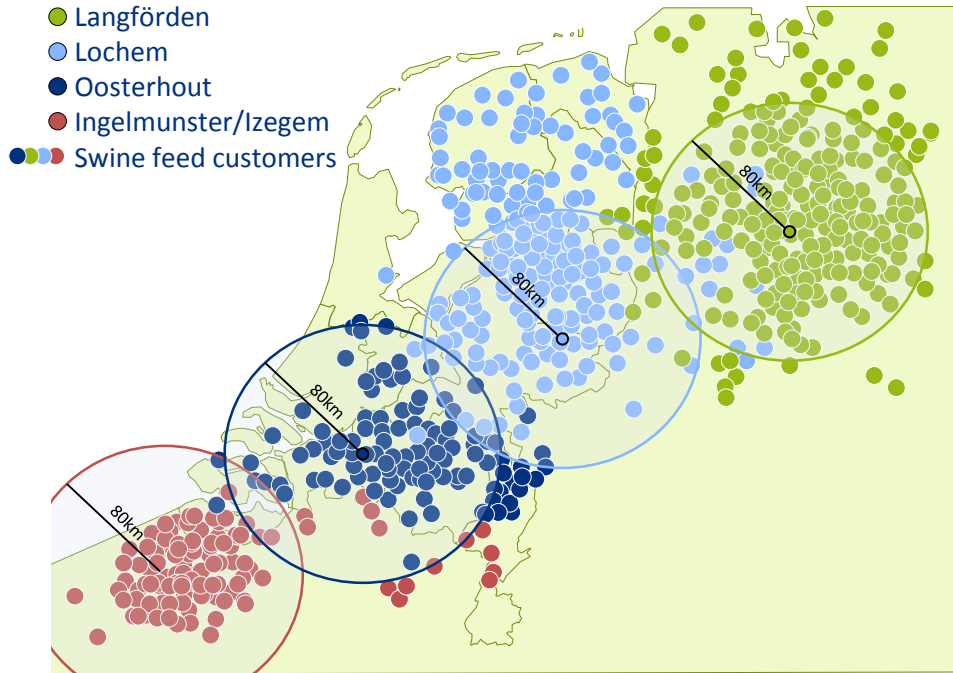 Langförden
Lochem
Oosterhout
Ingelmunster/Izegem
Swine feed customers
80km
80km
80km
80km